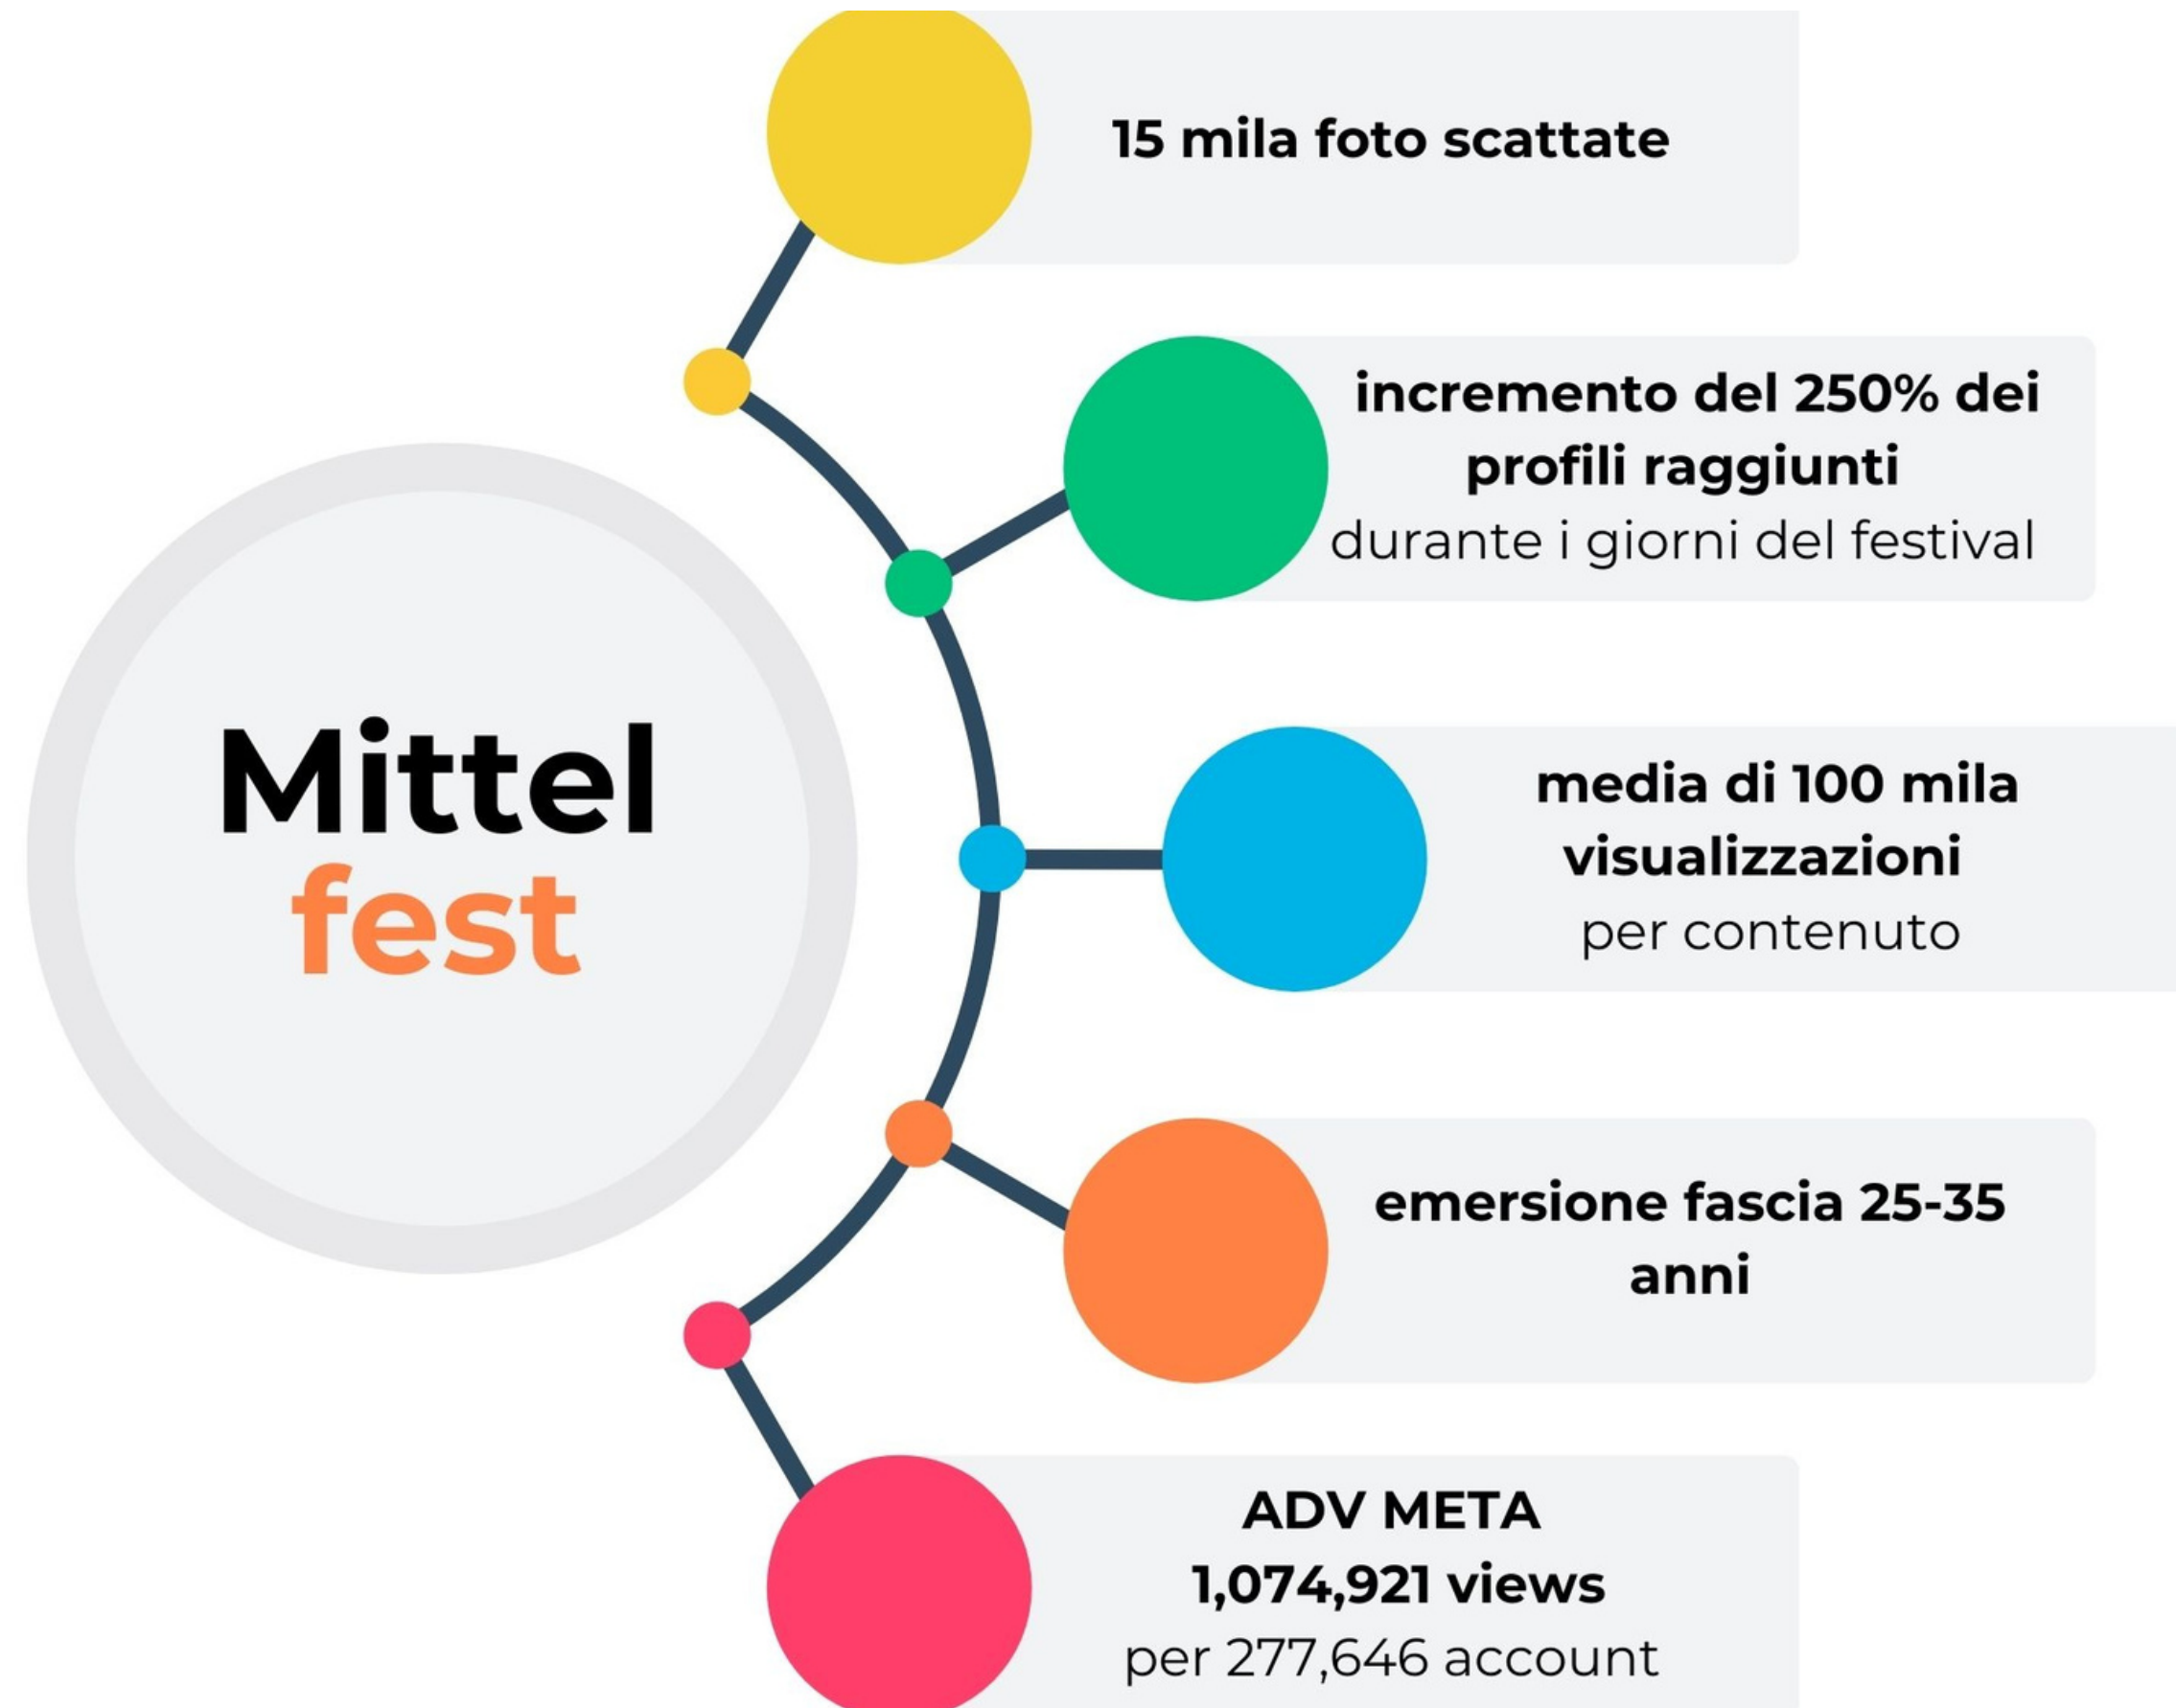 Mittel
fest
15 mila foto scattate
incremento del 250% dei
profili raggiunti
durante i giorni del festival
media di 100 mila
visualizzazioni
per contenuto
emersione fascia 25-35
anni
ADV META
1,074,921 views
per 277,646 account